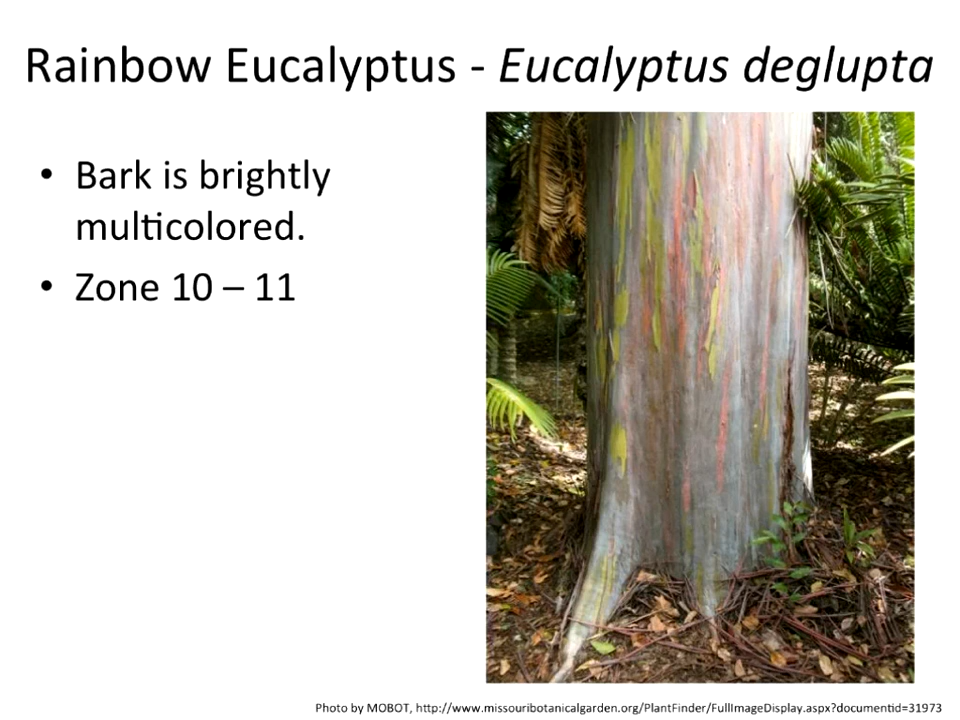 Rainbow Eucalyptus - Eucalyptus deglupta
• Bark is brightly
multicolored.
• Zone 10 – 11
Photo by MOBOT, http://www.missouribotanicalgarden.org/PlantFinder/FullImageDisplay.aspx?documentid=31973